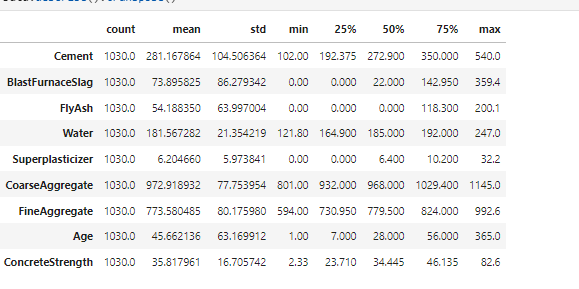 count mean std min 25% 50% 75% max
Cement 1030.0 281.167864 104.506364 102.00 192.375 272.900 350.000 540.0
BlastFurnaceSlag 1030.0 73.895825 86.279342 0.00 0.000 22.000 142.950 359.4
FlyAsh 1030.0 54.188350 63.997004 0.00 0.000 0.000 118.300 200.1
Water 1030.0 181.567282 21.354219 121.80 164.900 185.000 192.000 247.0
Superplasticizer 1030.0 6.204660 5.973841 0.00 0.000 6.400 10.200 32.2
CoarseAggregate 1030.0 972.918932 77.753954 801.00 932.000 968.000 1029.400 1145.0
FineAggregate 1030.0 773.580485 80.175980 594.00 730.950 779.500 824.000 992.6
Age 1030.0 45.662136 63.169912 1.00 7.000 28.000 56.000 365.0
ConcreteStrength 1030.0 35.817961 16.705742 2.33 23.710 34.445 46.135 82.6